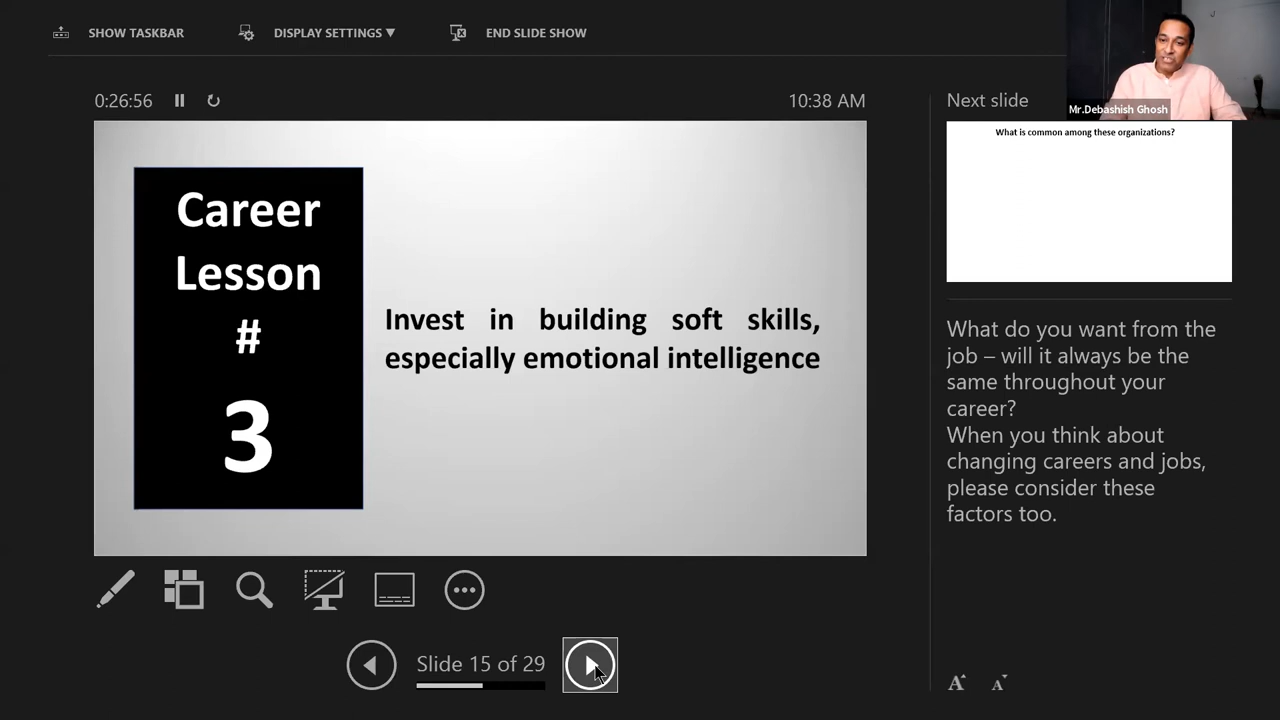 SHOW TASKBAR
DISPLAY SETTINGS ▼
END SLIDE SHOW
Mr.Debashish Ghosh
0:26:56
10:38 AM
Next slide
Career
Lesson
#
3
Invest in building soft skills,
especially emotional intelligence
What is common among these organizations?
What do you want from the
job – will it always be the
same throughout your
career?
When you think about
changing careers and jobs,
please consider these
factors too.
Slide 15 of 29
A A